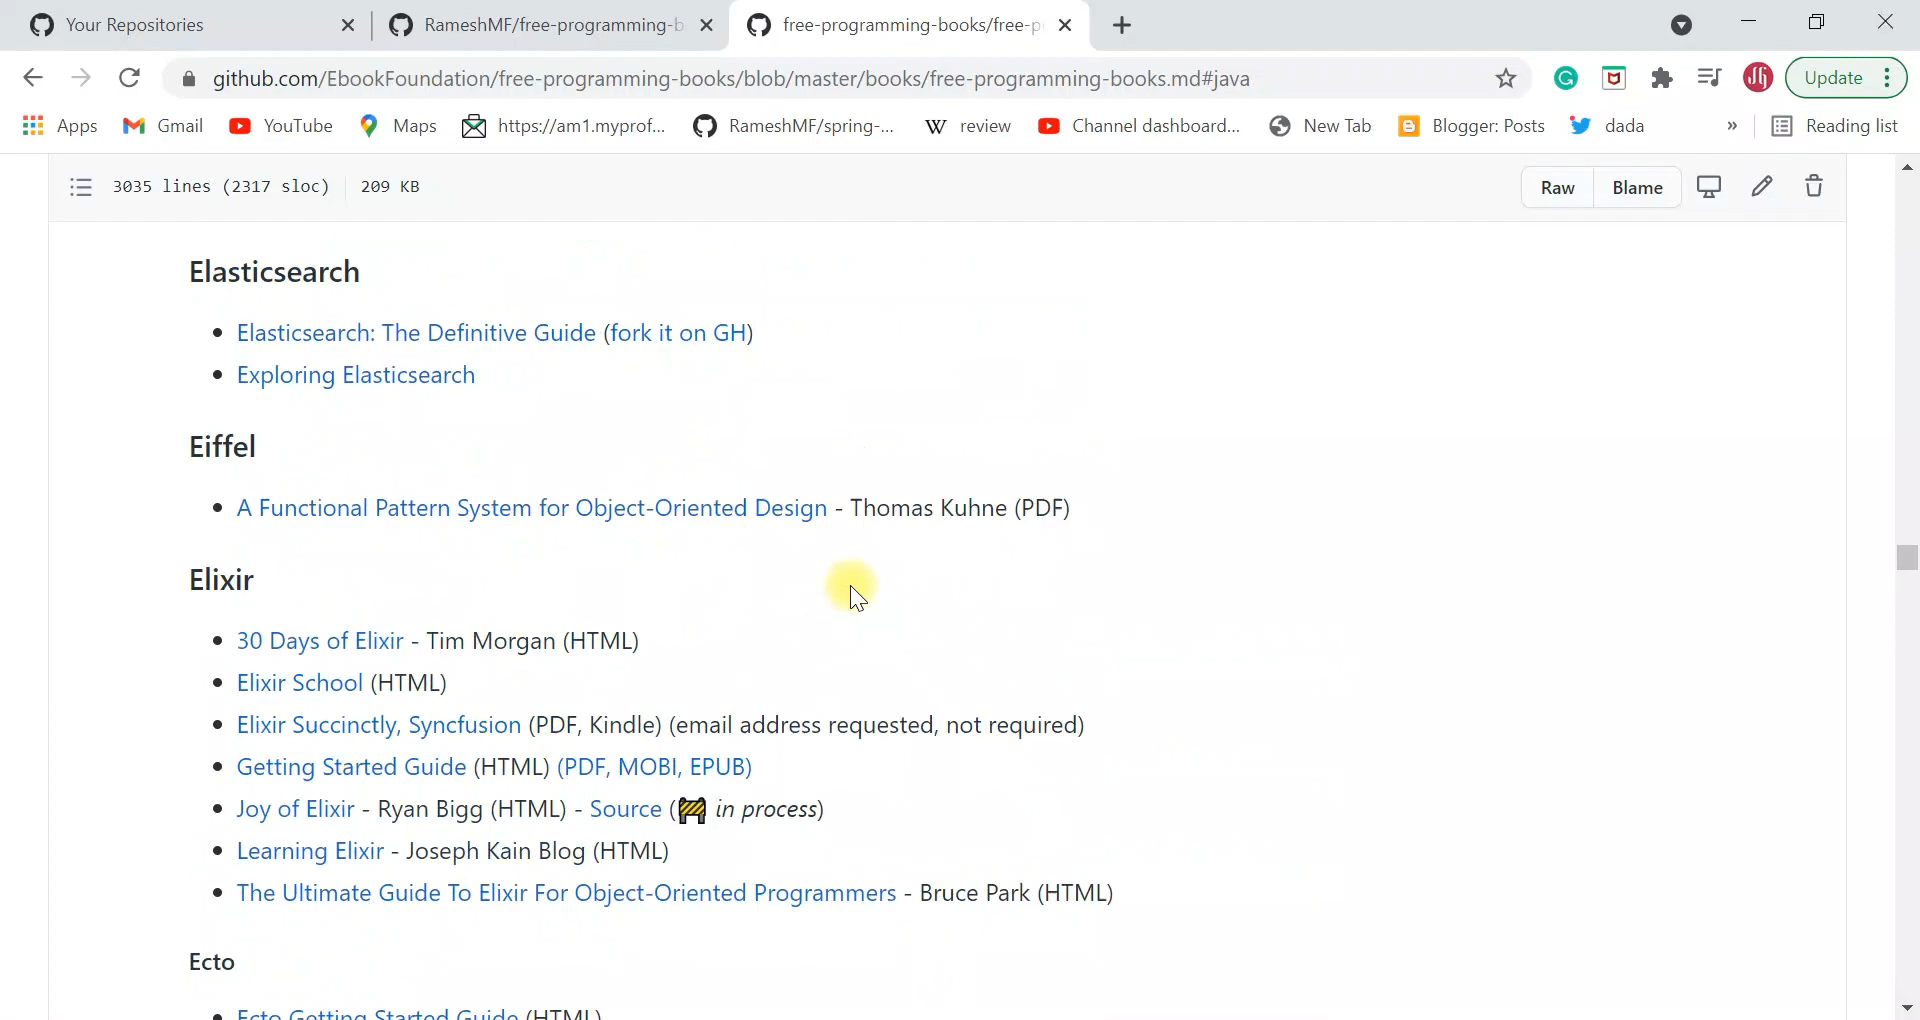 Your Repositories
RameshMF/free-programming-b
free-programming-books/free-p
github.com/EbookFoundation/free-programming-books/blob/master/books/free-programming-books.md#java
Update
Apps
Gmail
YouTube
Maps
https://am1.myprof...
RameshMF/spring-...
review
Channel dashboard...
New Tab
Blogger: Posts
dada
»
Reading list
3035 lines (2317 sloc) 209 KB
Raw
Blame
Elasticsearch
• Elasticsearch: The Definitive Guide (fork it on GH)
• Exploring Elasticsearch
Eiffel
• A Functional Pattern System for Object-Oriented Design - Thomas Kuhne (PDF)
Elixir
• 30 Days of Elixir - Tim Morgan (HTML)
• Elixir School (HTML)
• Elixir Succinctly, Syncfusion (PDF, Kindle) (email address requested, not required)
• Getting Started Guide (HTML) (PDF, MOBI, EPUB)
• Joy of Elixir - Ryan Bigg (HTML) - Source (🚧 in process)
• Learning Elixir - Joseph Kain Blog (HTML)
• The Ultimate Guide To Elixir For Object-Oriented Programmers - Bruce Park (HTML)
Ecto
• Ecto Getting Started Guide (HTML)